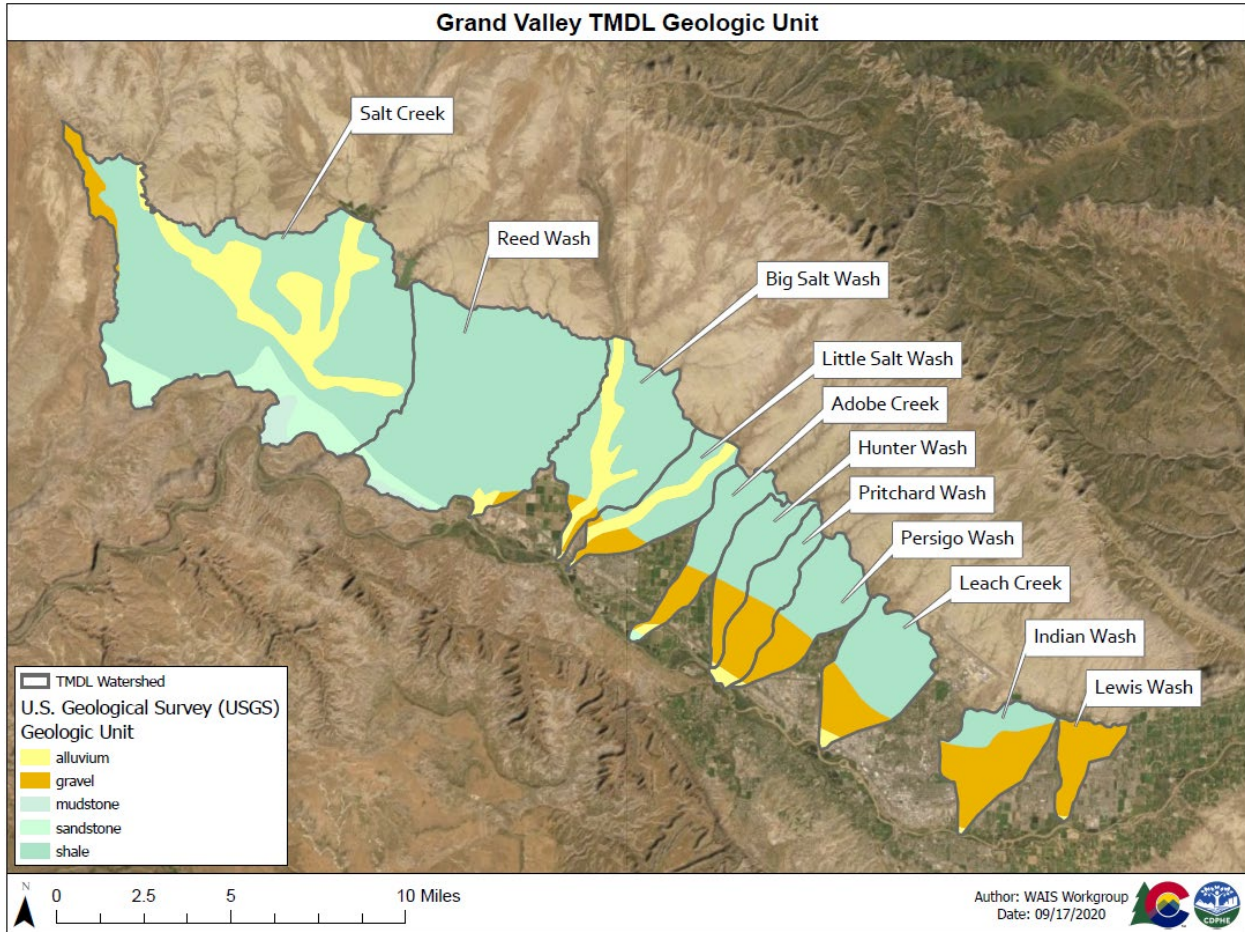 Grand Valley TMDL Geologic Unit
Salt Creek
Reed Wash
Big Salt Wash
Little Salt Wash
Adobe Creek
Hunter Wash
Pritchard Wash
Persigo Wash
Leach Creek
Indian Wash
Lewis Wash
TMDL Watershed
U.S. Geological Survey (USGS)
Geologic Unit
alluvium
gravel
mudstone
sandstone
shale
N
0 2.5 5 10 Miles
Author: WAIS Workgroup
Date: 09/17/2020
CDPHE